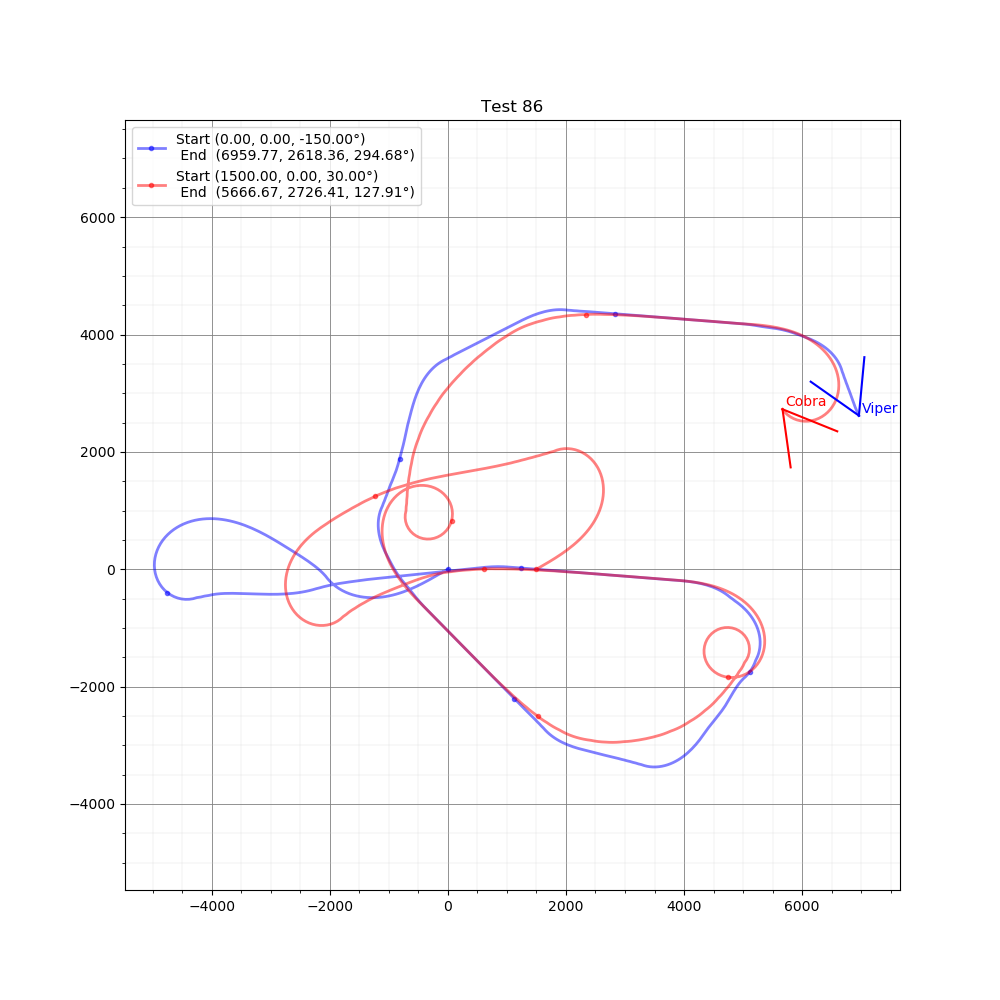 Test 86
Start (0.00, 0.00, -150.00°)
End (6959.77, 2618.36, 294.68°)
Start (1500.00, 0.00, 30.00°)
End (5666.67, 2726.41, 127.91°)
6000
4000
2000
0
−2000
−4000
Cobra
Viper
−4000 −2000 0 2000 4000 6000